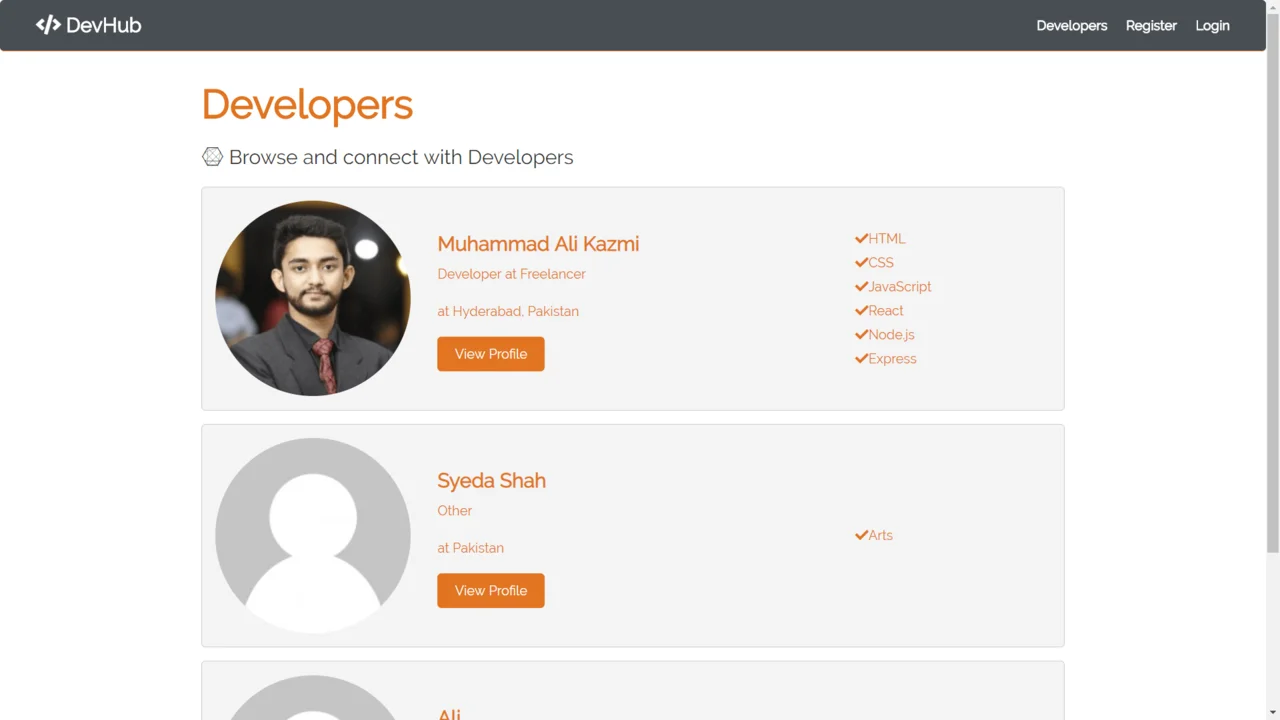 DevHub
Developers Register Login
Developers
Browse and connect with Developers
Muhammad Ali Kazmi
Developer at Freelancer
at Hyderabad, Pakistan
View Profile
HTML
CSS
JavaScript
React
Node.js
Express
Syeda Shah
Other
at Pakistan
View Profile
Arts
Ali